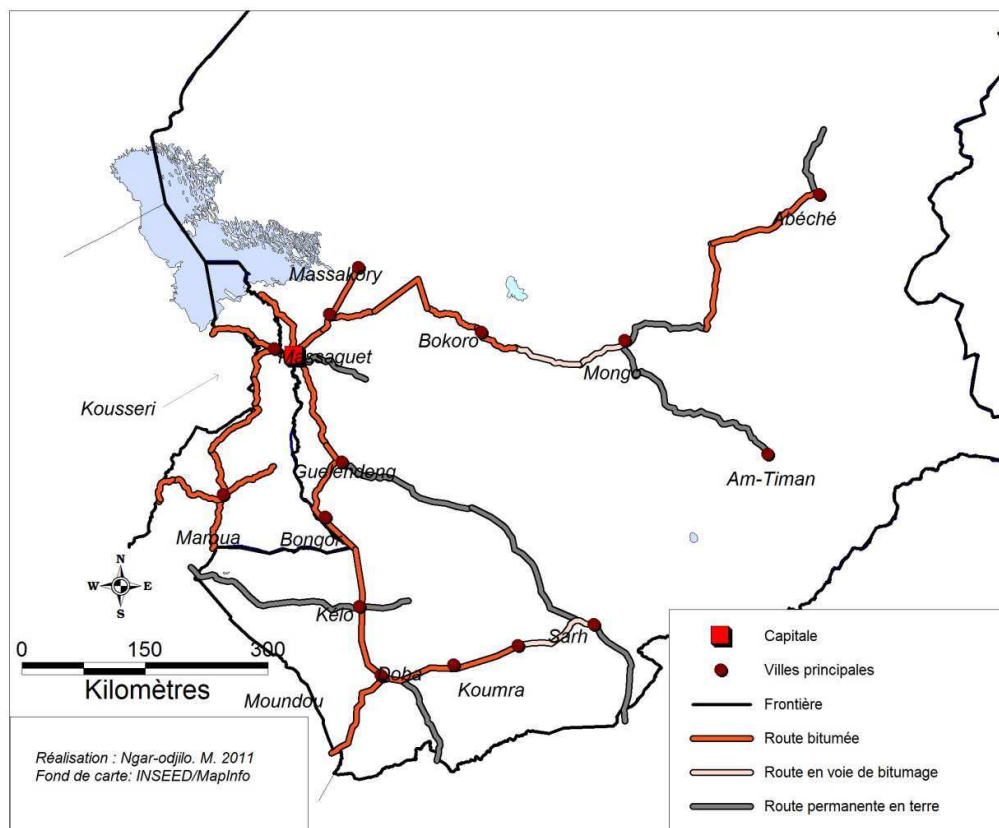 Abéché
Massakory
Massaguet
Bokoro
Mongo
Kousseri
Guelendeng
Am-Timan
Maroua
Bongor
N
W E
S
Kelo
Sarh
0 150 300
Kilomètres
Doba
Koumra
Moundou
Capitale
Villes principales
Frontière
Route bitumée
Route en voie de bitumage
Route permanente en terre
Réalisation : Ngar-odjilo. M. 2011
Fond de carte: INSEED/MapInfo